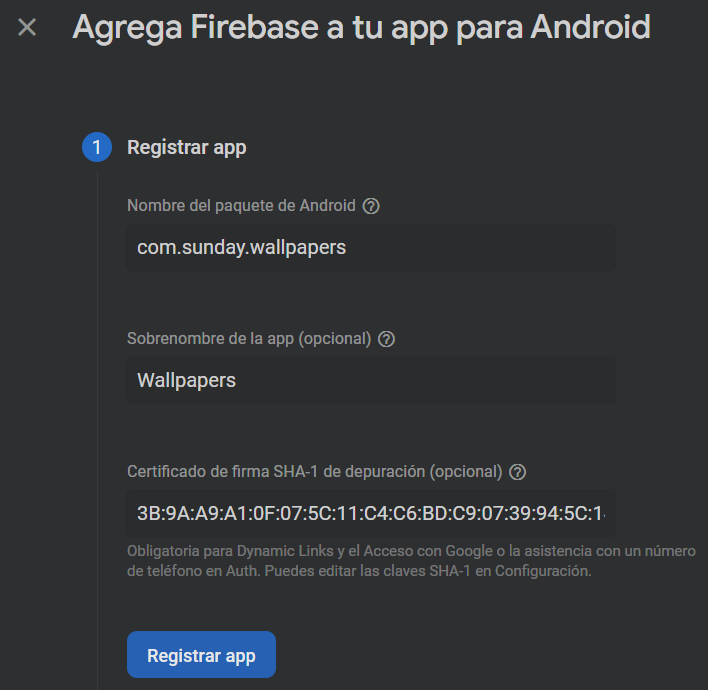 Agrega Firebase a tu app para Android
1 Registrar app
Nombre del paquete de Android
com.sunday.wallpapers
Sobrenombre de la app (opcional)
Wallpapers
Certificado de firma SHA-1 de depuración (opcional)
3B:9A:A9:A1:0F:07:5C:11:C4:C6:BD:C9:07:39:94:5C:1
Obligatoria para Dynamic Links y el Acceso con Google o la asistencia con un número
de teléfono en Auth. Puedes editar las claves SHA-1 en Configuración.
Registrar app